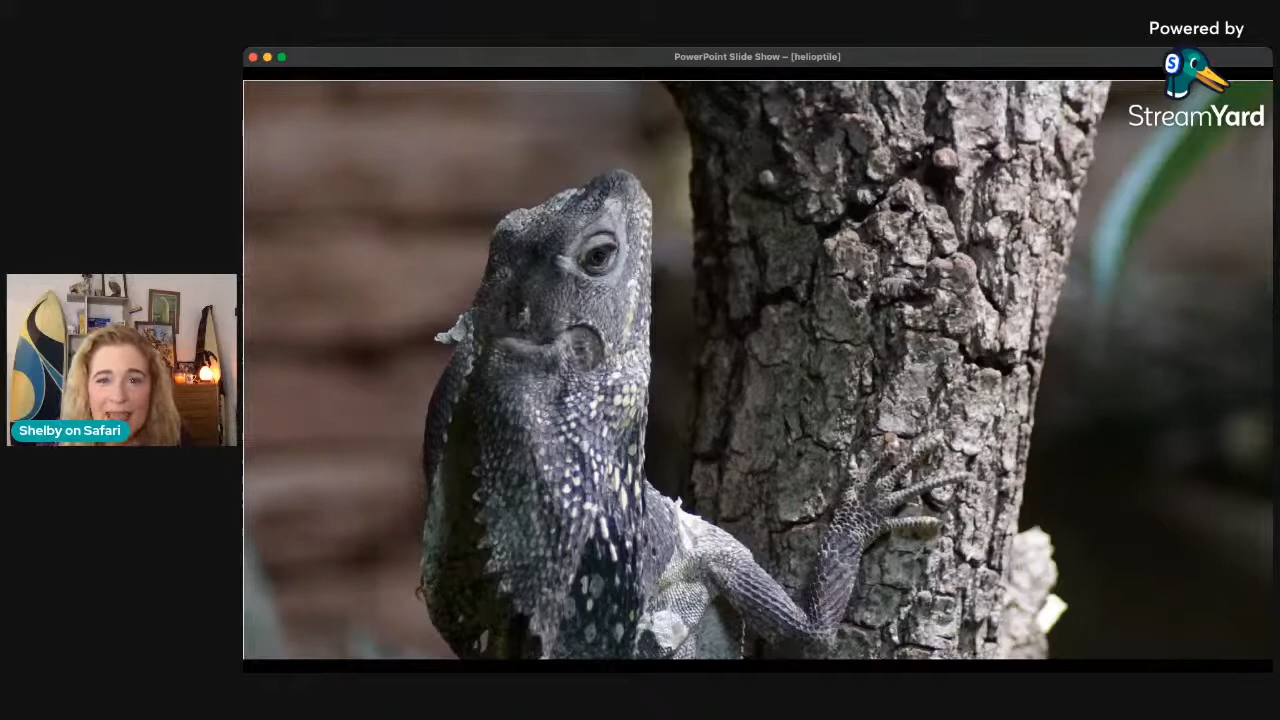 Powered by
PowerPoint Slide Show – [helioptile]
S
StreamYard
Shelby on Safari